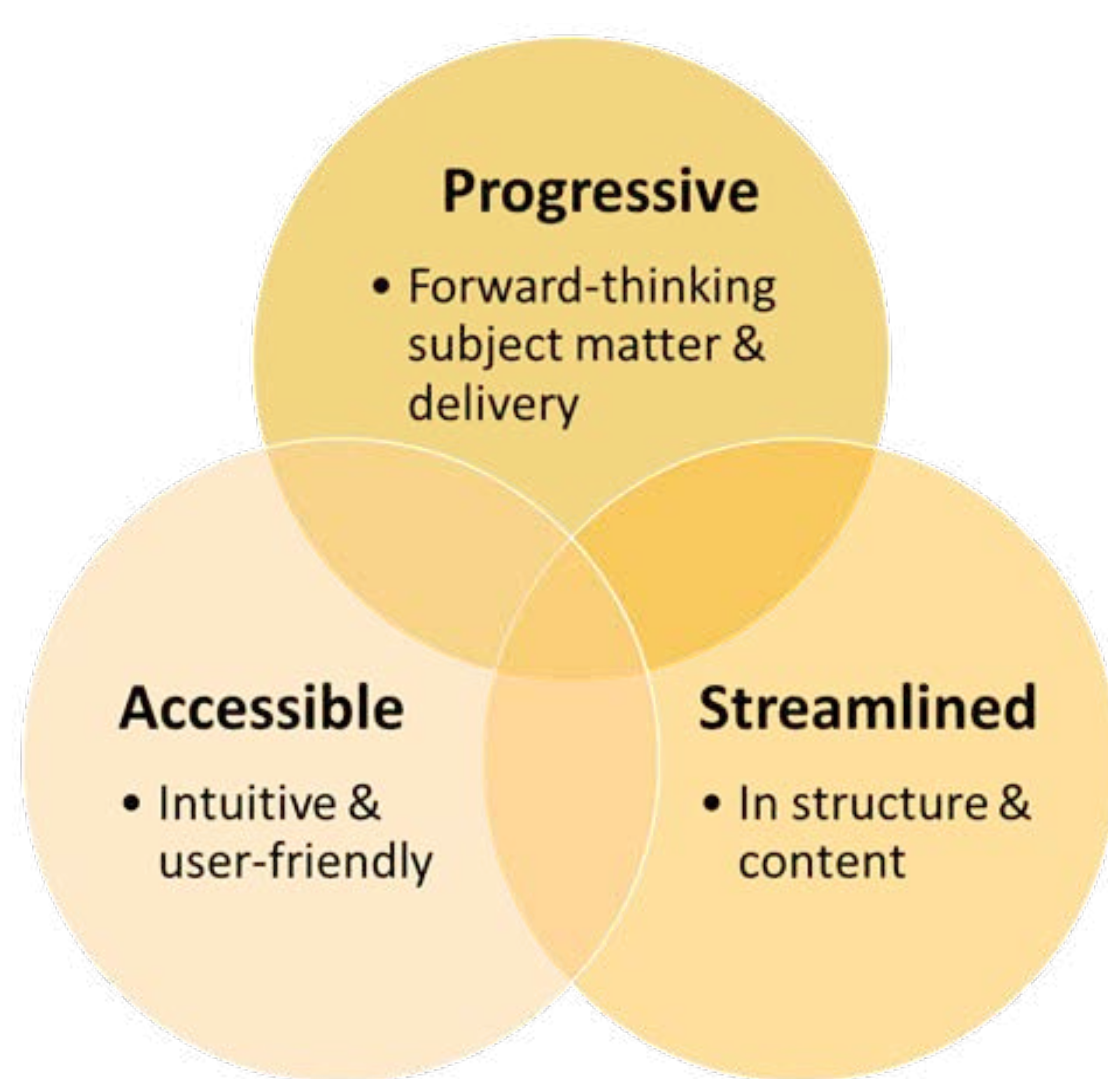 Progressive
• Forward-thinking
subject matter &
delivery
Accessible
• Intuitive &
user-friendly
Streamlined
• In structure &
content